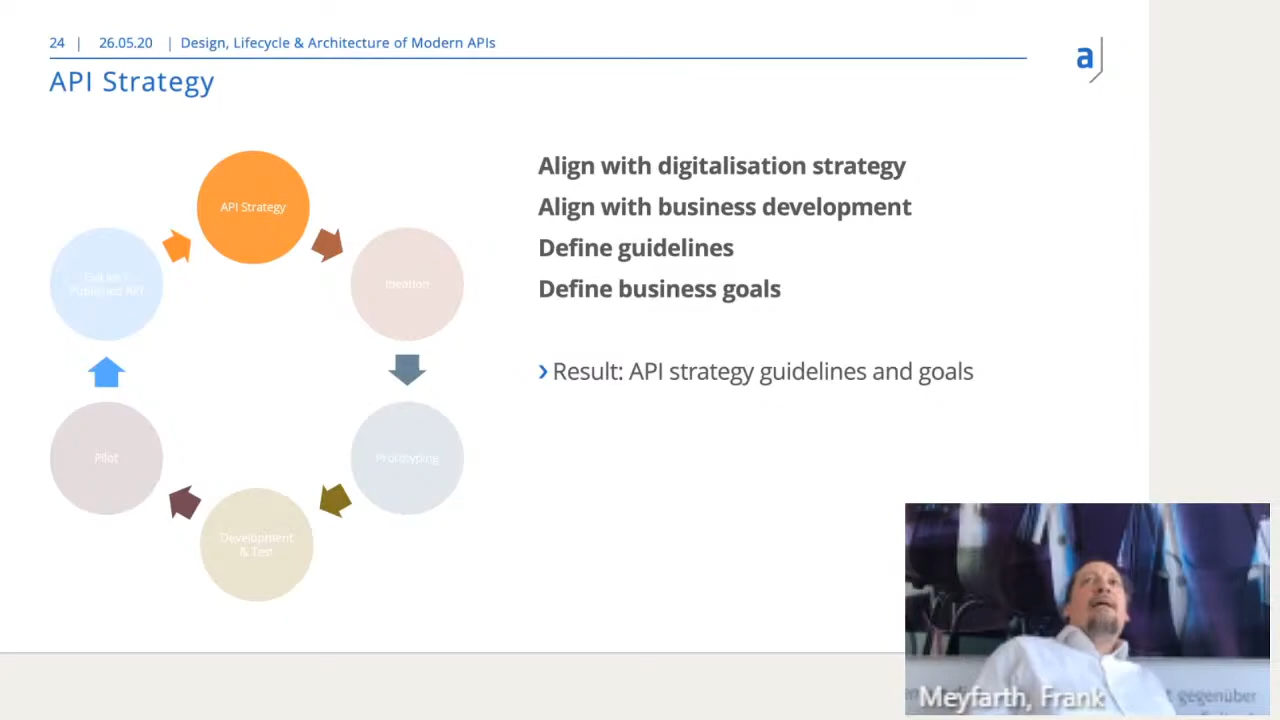 24 | 26.05.20 | Design, Lifecycle & Architecture of Modern APIs
a
API Strategy
API Strategy
Ideation
Prototyping
Development
& Test
Pilot
Published API
Align with digitalisation strategy
Align with business development
Define guidelines
Define business goals
› Result: API strategy guidelines and goals
Meyfarth, Frank
t gegenüber